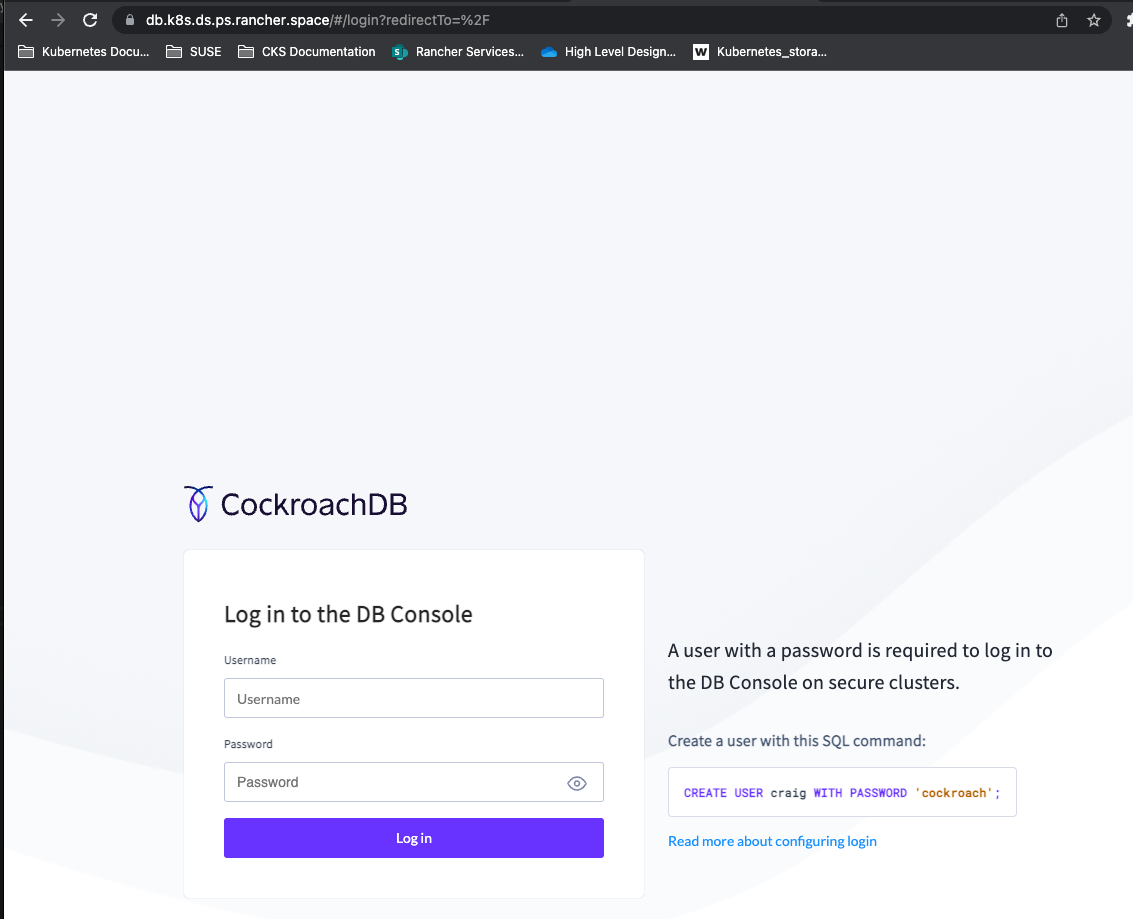 db.k8s.ds.ps.rancher.space/#/login?redirectTo=%2F
Kubernetes Docu... SUSE CKS Documentation Rancher Services... High Level Design... W Kubernetes_stora...
CockroachDB
Log in to the DB Console
Username
Username
Password
Password
Log in
A user with a password is required to log in to
the DB Console on secure clusters.
Create a user with this SQL command:
CREATE USER craig WITH PASSWORD 'cockroach';
Read more about configuring login